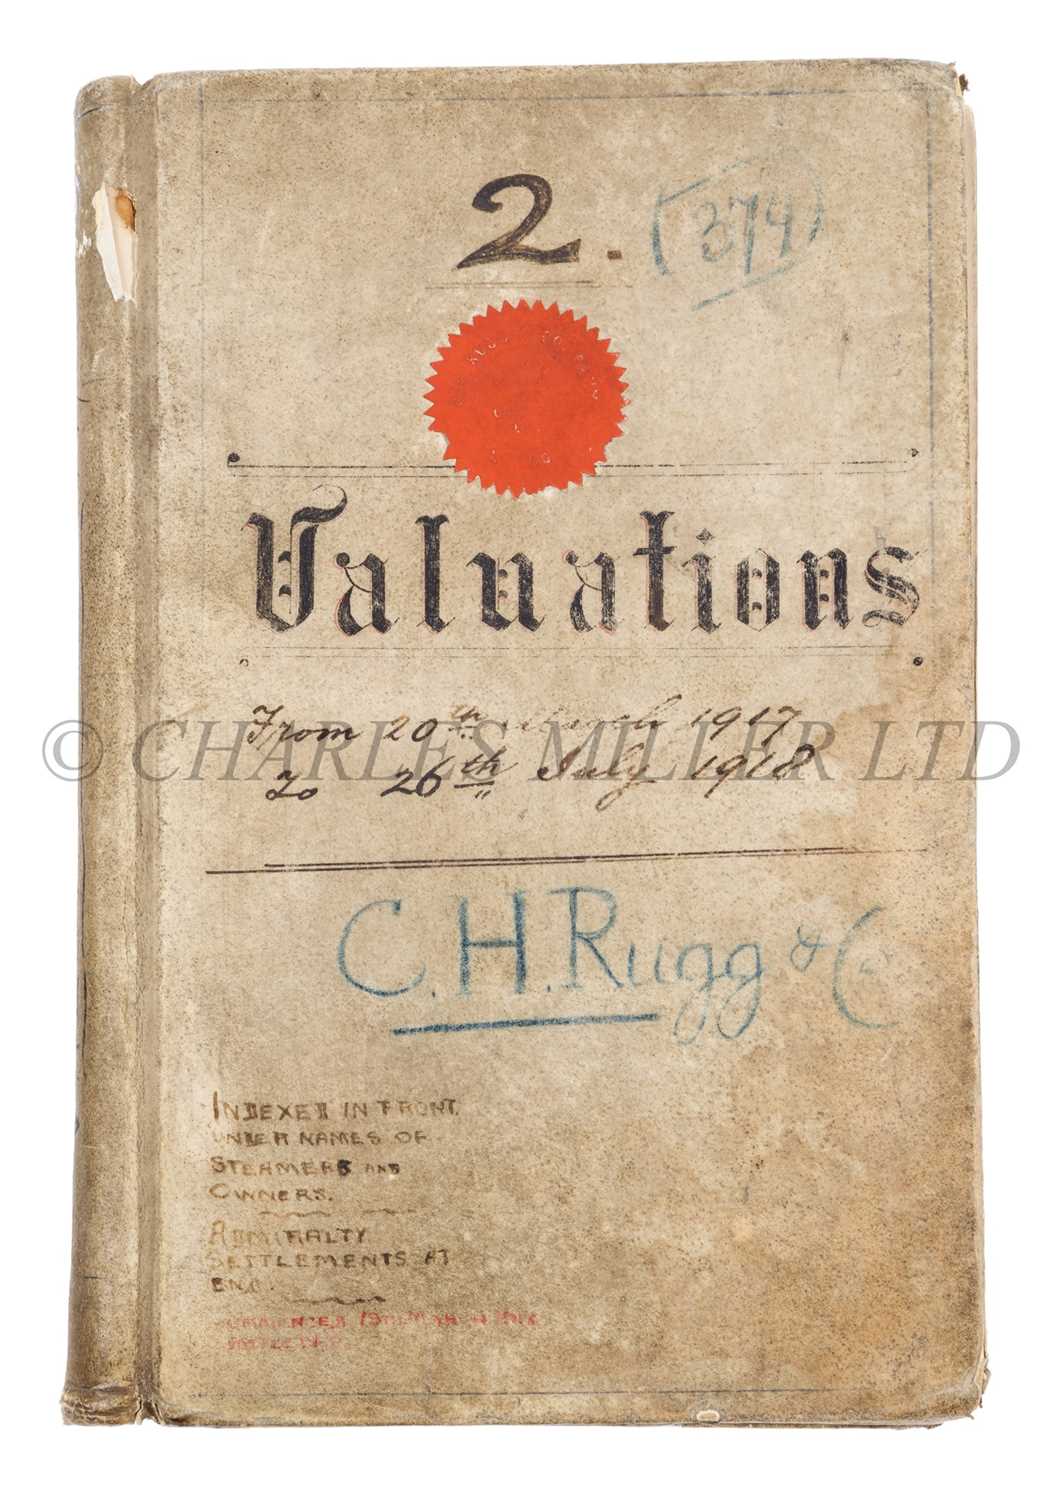 2. (374)
Valuations
From 20th March 1917
To 26th July 1918
© CHARLES MILLER LTD
C.H.Rugg & C
INDEXED IN FRONT
UNDER NAMES OF
STEAMERS AND
OWNERS.
ADMIRALTY
SETTLEMENTS AT
END.